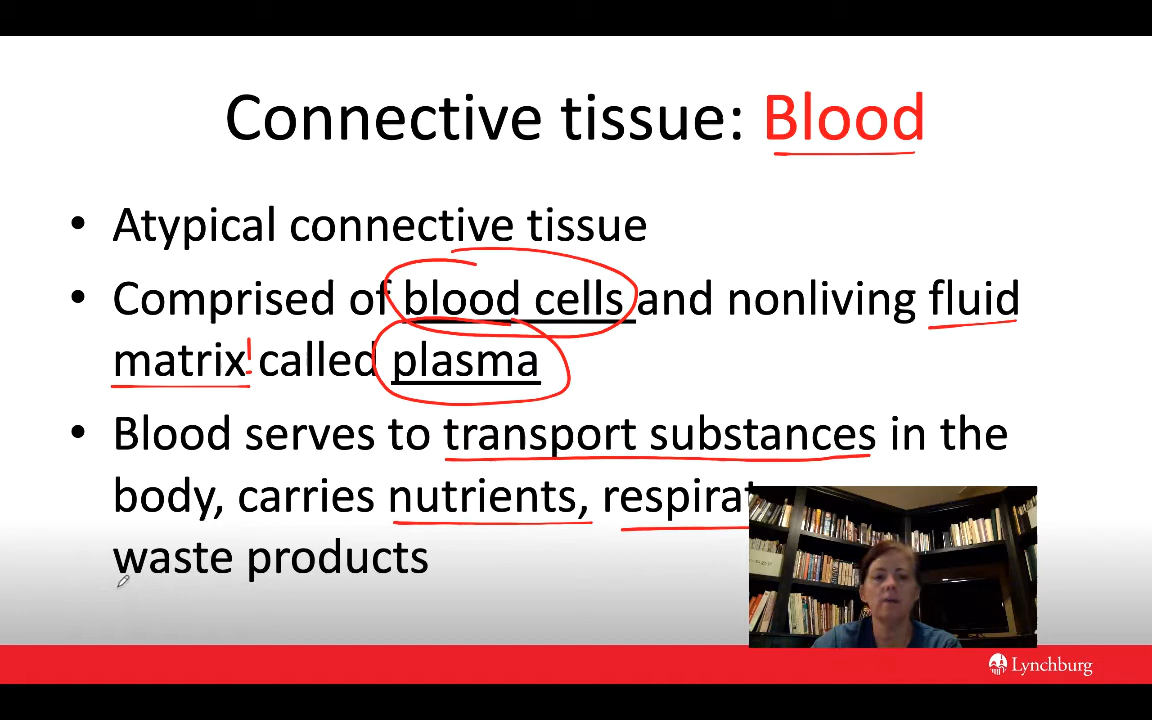 Connective tissue: Blood
• Atypical connective tissue
• Comprised of blood cells and nonliving fluid
matrix! called plasma
• Blood serves to transport substances in the
body, carries nutrients,
waste products
Lynchburg